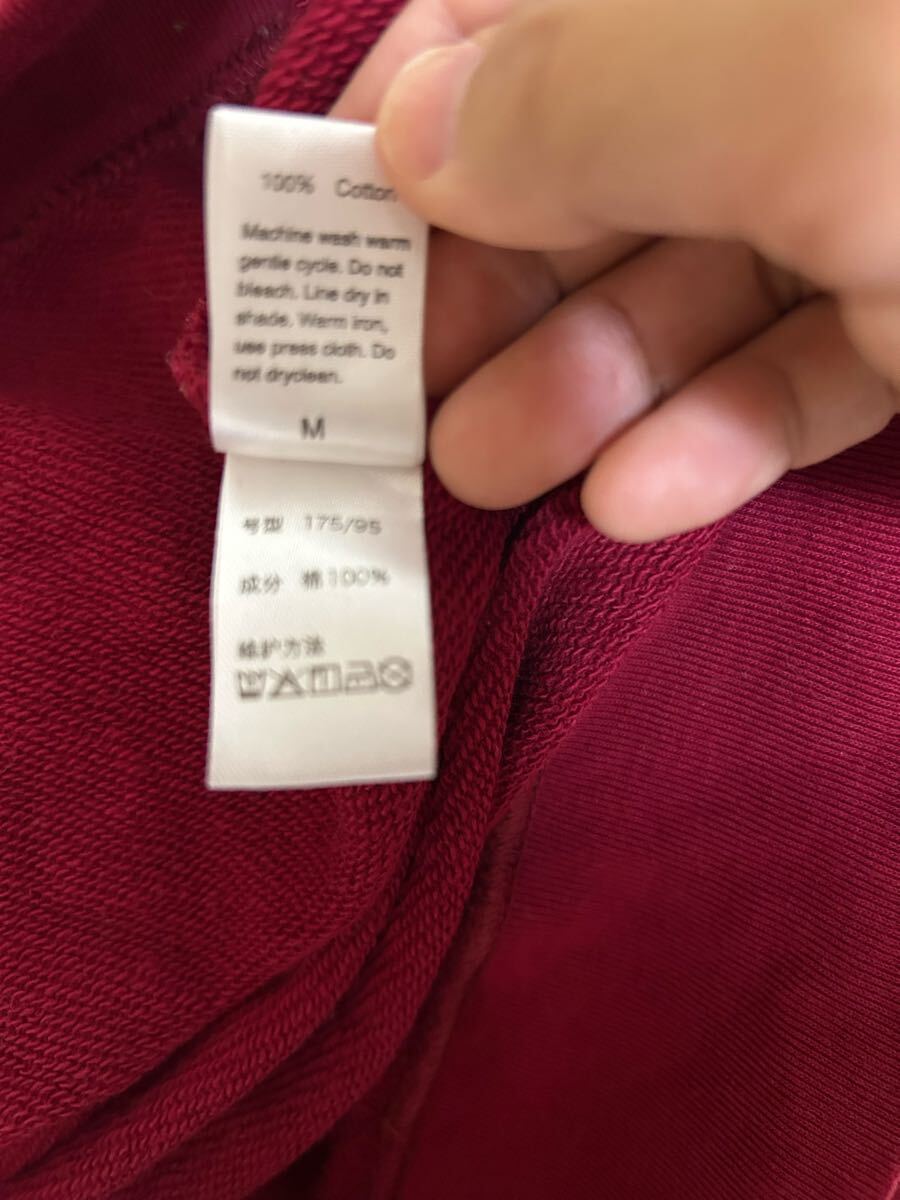 100% Cotton
Machine wash warm
gentle cycle. Do not
bleach. Line dry in
shade. Warm iron,
use press cloth. Do
not dryclean.
M
号型 175/95
成分 棉100%
维护方法